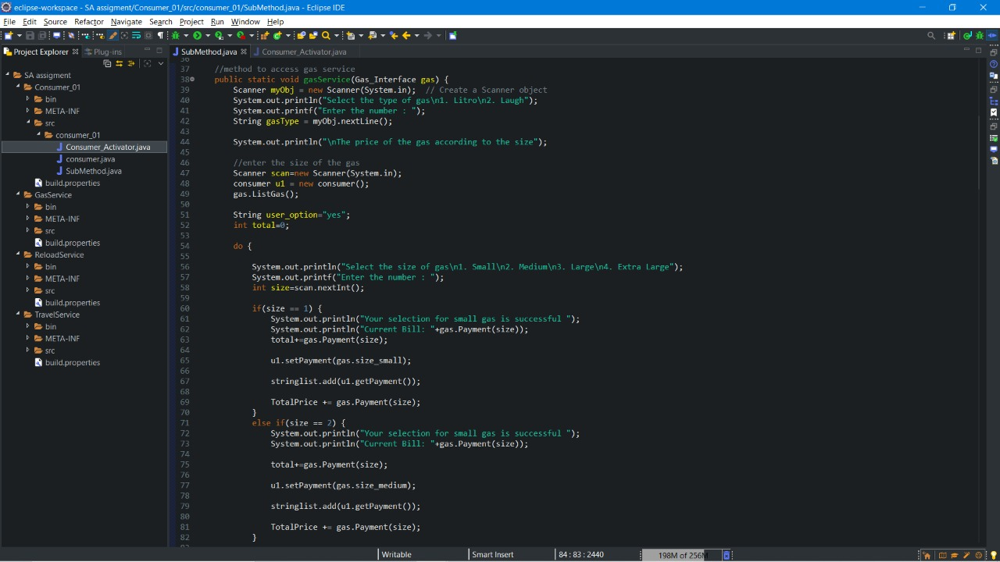 eclipse-workspace - SA assigment/Consumer_01/src/consumer_01/SubMethod.java - Eclipse IDE
File Edit Source Refactor Navigate Search Project Run Window Help
Project Explorer Plug-ins
SA assigment
Consumer_01
bin
META-INF
src
consumer_01
Consumer_Activator.java
consumer.java
SubMethod.java
build.properties
GasService
bin
META-INF
src
build.properties
ReloadService
bin
META-INF
src
build.properties
TravelService
bin
META-INF
src
build.properties
SubMethod.java Consumer_Activator.java
36
37 //method to access gas service
38 public static void gasService(Gas_Interface gas) {
39 Scanner myObj = new Scanner(System.in); // Create a Scanner object
40 System.out.println("Select the type of gas\n1. Litro\n2. Laugh");
41 System.out.printf("Enter the number : ");
42 String gasType = myObj.nextLine();
43
44 System.out.println("\nThe price of the gas according to the size");
45
46 //enter the size of the gas
47 Scanner scan=new Scanner(System.in);
48 consumer u1 = new consumer();
49 gas.ListGas();
50
51 String user_option="yes";
52 int total=0;
53
54 do {
55
56 System.out.println("Select the size of gas\n1. Small\n2. Medium\n3. Large\n4. Extra Large");
57 System.out.printf("Enter the number : ");
58 int size=scan.nextInt();
59
60 if(size == 1) {
61 System.out.println("Your selection for small gas is successful ");
62 System.out.println("Current Bill: "+gas.Payment(size));
63 total+=gas.Payment(size);
64
65 u1.setPayment(gas.size_small);
66
67 stringlist.add(u1.getPayment());
68
69 TotalPrice += gas.Payment(size);
70 }
71 else if(size == 2) {
72 System.out.println("Your selection for small gas is successful ");
73 System.out.println("Current Bill: "+gas.Payment(size));
74
75 total+=gas.Payment(size);
76
77 u1.setPayment(gas.size_medium);
78
79 stringlist.add(u1.getPayment());
80
81 TotalPrice += gas.Payment(size);
82 }
Writable Smart Insert 84 : 83 : 2440 198M of 256M